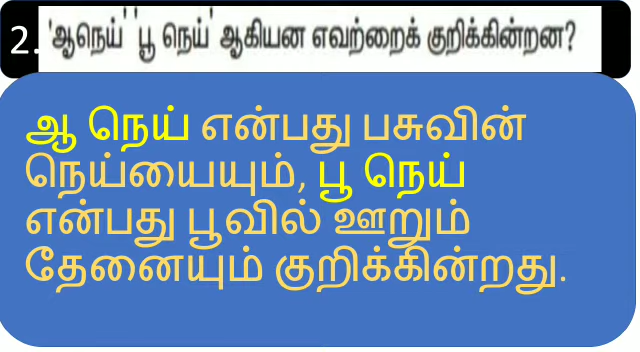 2. 'ஆநெய்' 'பூ நெய்' ஆகியன எவற்றைக் குறிக்கின்றன?
ஆ நெய் என்பது பசுவின்
நெய்யையும், பூ நெய்
என்பது பூவில் ஊறும்
தேனையும் குறிக்கின்றது.